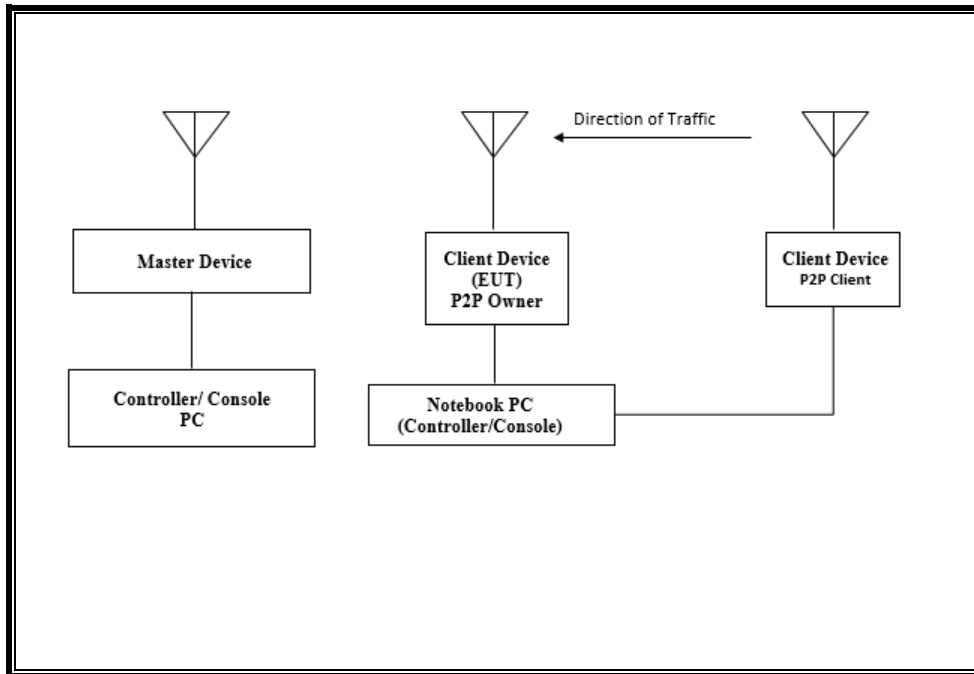 Direction of Traffic
Master Device
Client Device
(EUT)
P2P Owner
Client Device
P2P Client
Controller/ Console
PC
Notebook PC
(Controller/Console)